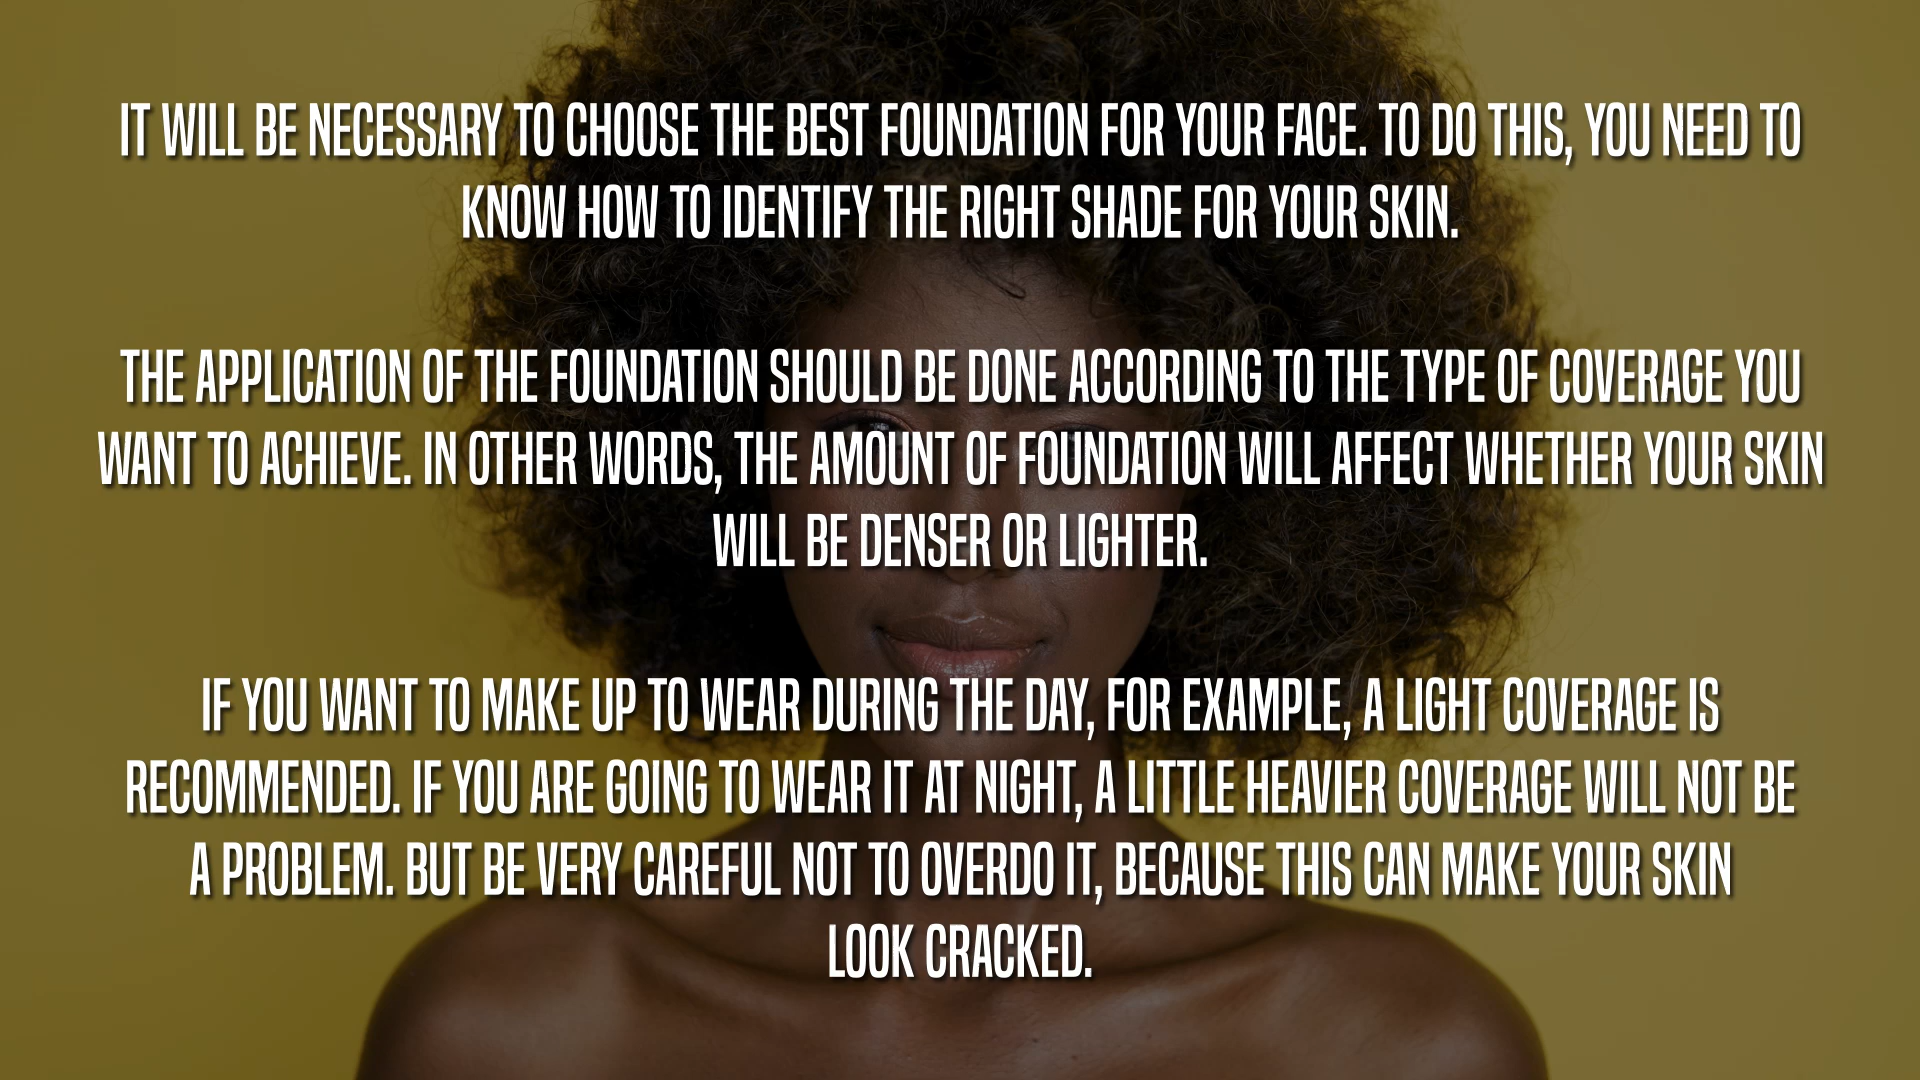 IT WILL BE NECESSARY TO CHOOSE THE BEST FOUNDATION FOR YOUR FACE. TO DO THIS, YOU NEED TO
KNOW HOW TO IDENTIFY THE RIGHT SHADE FOR YOUR SKIN.
THE APPLICATION OF THE FOUNDATION SHOULD BE DONE ACCORDING TO THE TYPE OF COVERAGE YOU
WANT TO ACHIEVE. IN OTHER WORDS, THE AMOUNT OF FOUNDATION WILL AFFECT WHETHER YOUR SKIN
WILL BE DENSER OR LIGHTER.
IF YOU WANT TO MAKE UP TO WEAR DURING THE DAY, FOR EXAMPLE, A LIGHT COVERAGE IS
RECOMMENDED. IF YOU ARE GOING TO WEAR IT AT NIGHT, A LITTLE HEAVIER COVERAGE WILL NOT BE
A PROBLEM. BUT BE VERY CAREFUL NOT TO OVERDO IT, BECAUSE THIS CAN MAKE YOUR SKIN
LOOK CRACKED.